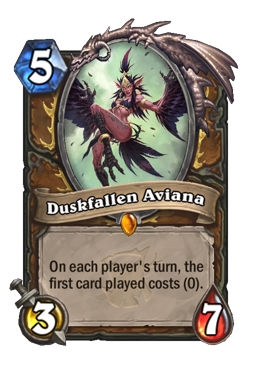 5
Duskfallen Aviana
On each player's turn, the
first card played costs (0).
3
7